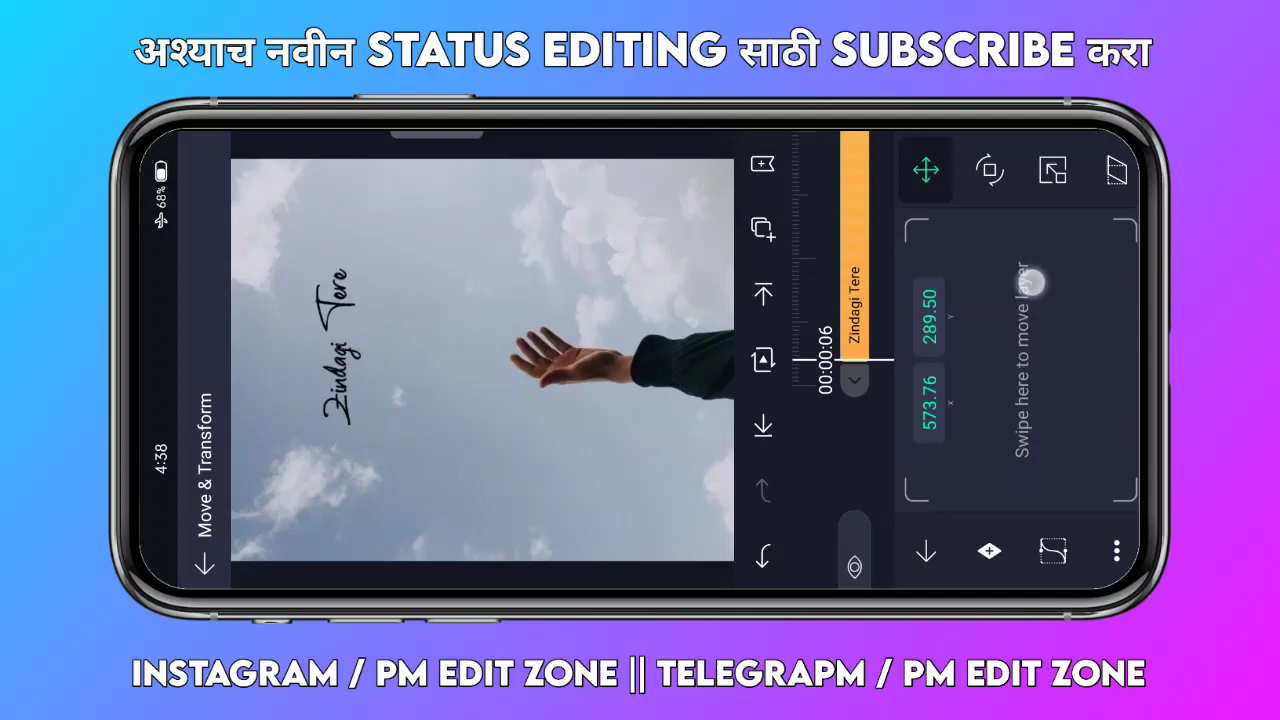 अश्याच नवीन STATUS EDITING साठी SUBSCRIBE करा
4:38
68%
Move & Transform
Zindagi Tere
00:00:06
Zindagi Tere
573.76
X
289.50
Y
Swipe here to move layer
INSTAGRAM / PM EDIT ZONE || TELEGRAPM / PM EDIT ZONE